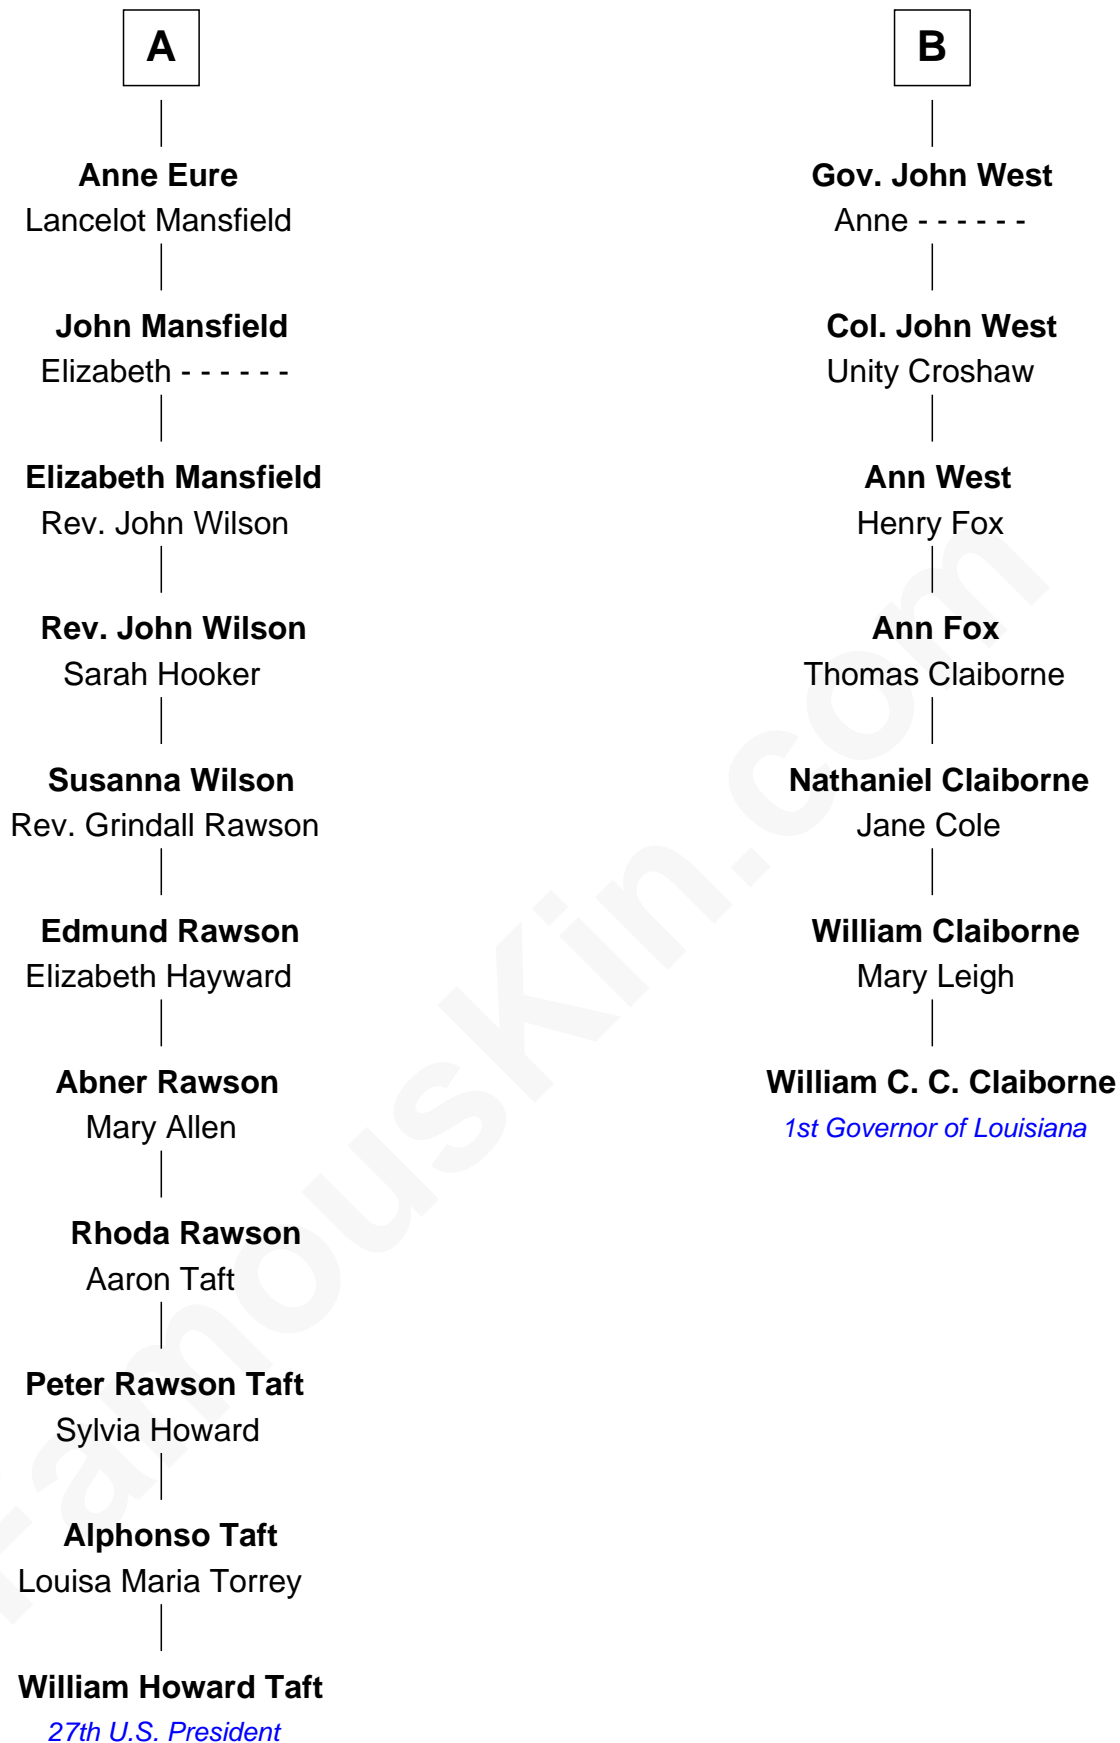 A
Anne Eure
Lancelot Mansfield
John Mansfield
Elizabeth - - - - - -
Elizabeth Mansfield
Rev. John Wilson
Rev. John Wilson
Sarah Hooker
Susanna Wilson
Rev. Grindall Rawson
Edmund Rawson
Elizabeth Hayward
Abner Rawson
Mary Allen
Rhoda Rawson
Aaron Taft
Peter Rawson Taft
Sylvia Howard
Alphonso Taft
Louisa Maria Torrey
William Howard Taft
27th U.S. President
B
Gov. John West
Anne - - - - - -
Col. John West
Unity Croshaw
Ann West
Henry Fox
Ann Fox
Thomas Claiborne
Nathaniel Claiborne
Jane Cole
William Claiborne
Mary Leigh
William C. C. Claiborne
1st Governor of Louisiana
FamousKin.com